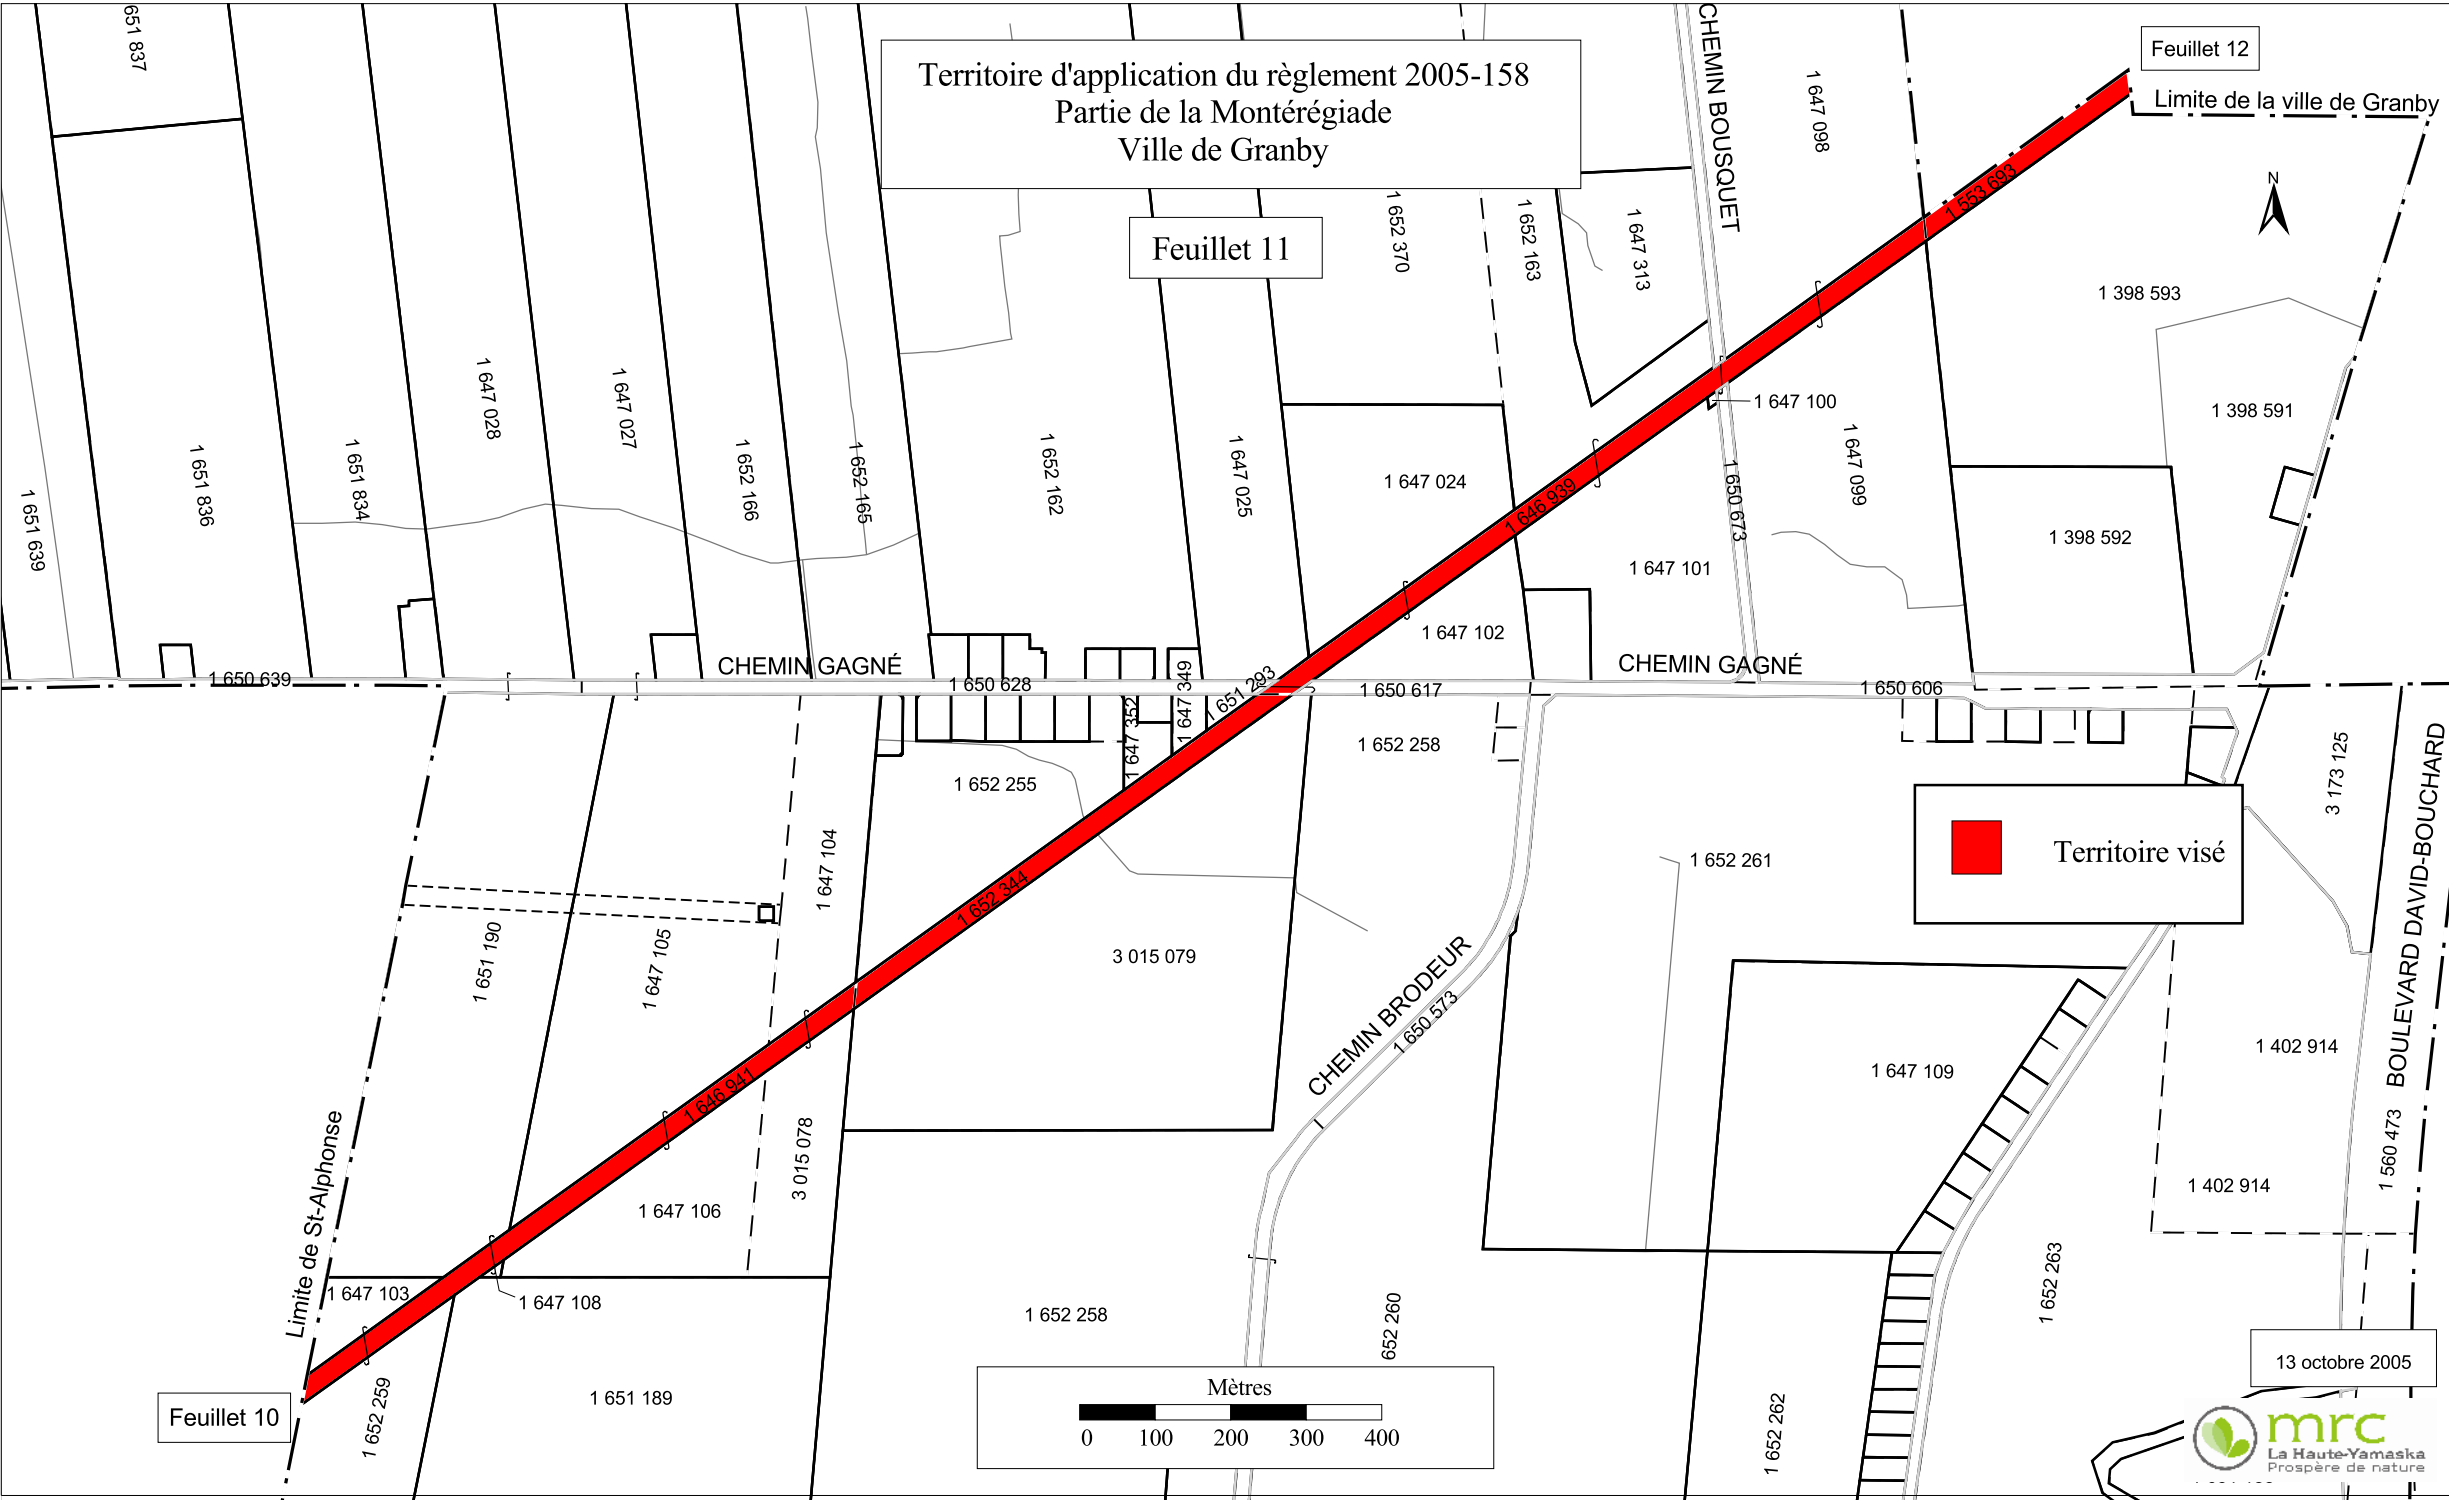 Territoire d'application du règlement 2005-158
Partie de la Montérégiade
Ville de Granby
Feuillet 11
Feuillet 12
Limite de la ville de Granby
N
651 837
CHEMIN BOUSQUET
1 647 098
1 553 693
1 652 370
1 652 163
1 647 313
1 398 593
1 647 100
1 398 591
1 647 028
1 647 027
1 651 639
1 651 836
1 651 834
1 652 166
1 652 165
1 652 162
1 647 025
1 647 024
1 646 939
1 650 673
1 647 099
1 398 592
1 647 101
1 647 102
CHEMIN GAGNÉ
CHEMIN GAGNÉ
1 650 639
1 650 628
1 647 349
1 651 293
1 650 617
1 650 606
1 647 352
1 652 258
1 652 255
3 173 125
BOULEVARD DAVID-BOUCHARD
Territoire visé
1 647 104
1 652 344
1 652 261
1 651 190
1 647 105
3 015 079
CHEMIN BRODEUR
1 650 573
1 402 914
1 647 109
1 646 941
Limite de St-Alphonse
3 015 078
1 560 473
1 402 914
1 647 106
1 652 263
1 647 103
1 647 108
1 652 258
652 260
13 octobre 2005
Feuillet 10
1 652 259
1 651 189
Mètres
0 100 200 300 400
1 652 262
mrc
La Haute-Yamaska
Prospère de nature